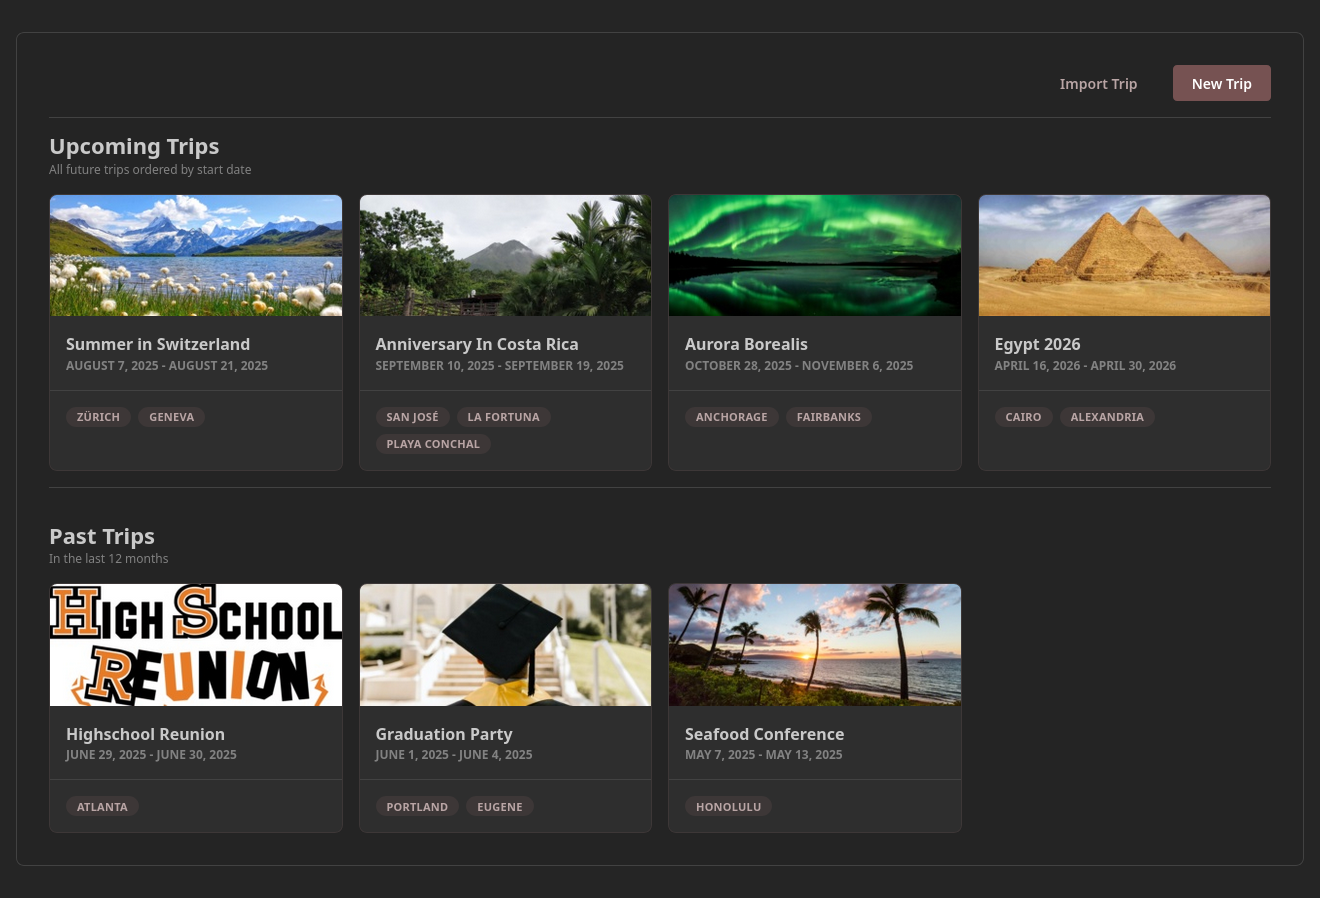 Import Trip
New Trip
Upcoming Trips
All future trips ordered by start date
Summer in Switzerland
AUGUST 7, 2025 - AUGUST 21, 2025
ZÜRICH
GENEVA
Anniversary In Costa Rica
SEPTEMBER 10, 2025 - SEPTEMBER 19, 2025
SAN JOSÉ
LA FORTUNA
PLAYA CONCHAL
Aurora Borealis
OCTOBER 28, 2025 - NOVEMBER 6, 2025
ANCHORAGE
FAIRBANKS
Egypt 2026
APRIL 16, 2026 - APRIL 30, 2026
CAIRO
ALEXANDRIA
Past Trips
In the last 12 months
HIGH SCHOOL
REUNION
Highschool Reunion
JUNE 29, 2025 - JUNE 30, 2025
ATLANTA
Graduation Party
JUNE 1, 2025 - JUNE 4, 2025
PORTLAND
EUGENE
Seafood Conference
MAY 7, 2025 - MAY 13, 2025
HONOLULU